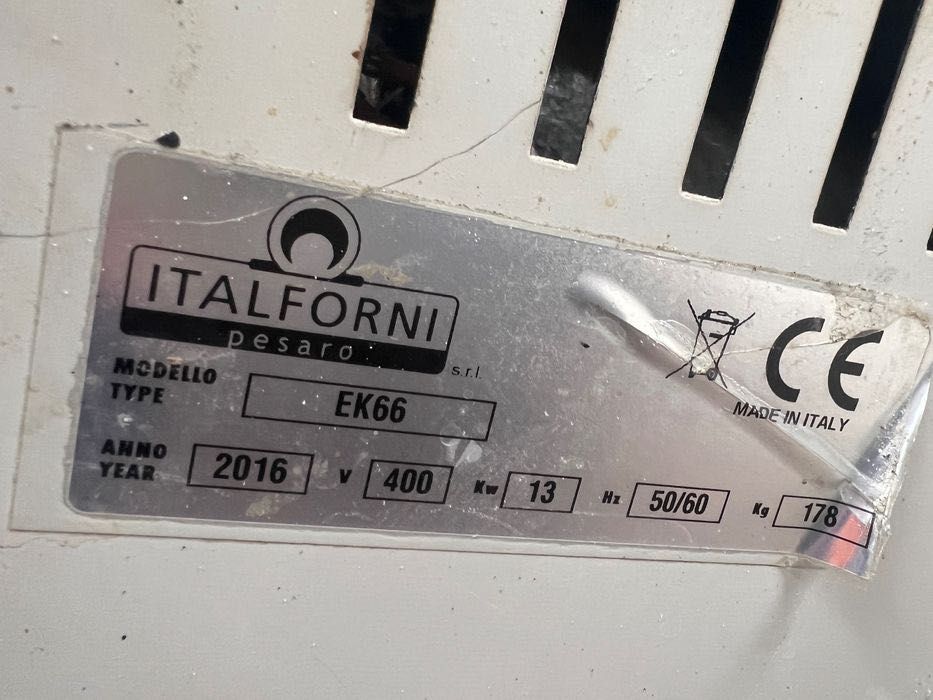 ITALFORNI
pesaro
s.r.l.
MODELLO
TYPE
EK66
ANNO
YEAR
2016
V 400
Kw 13
Hz 50/60
Kg 178
CE
MADE IN ITALY